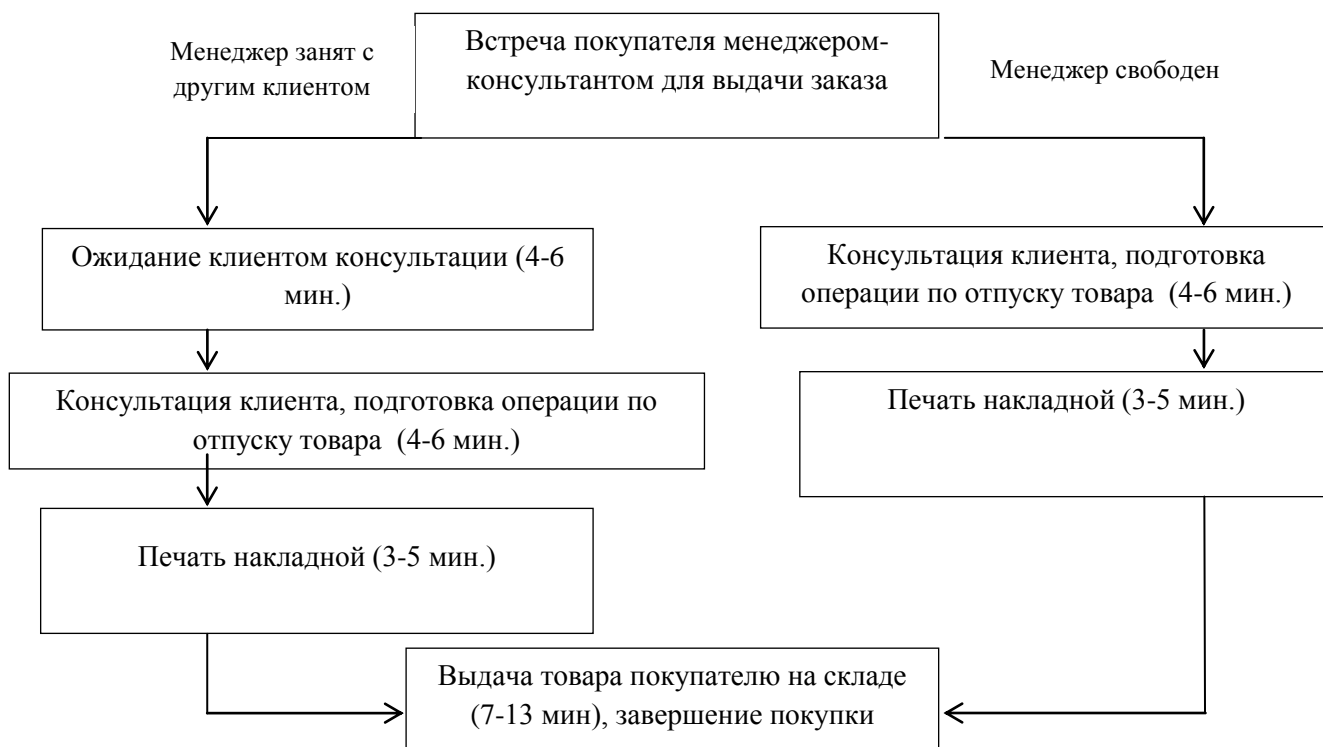 Менеджер занят с
другим клиентом
Встреча покупателя менеджером-
консультантом для выдачи заказа
Менеджер свободен
Ожидание клиентом консультации (4-6
мин.)
Консультация клиента, подготовка
операции по отпуску товара  (4-6 мин.)
Консультация клиента, подготовка операции по
отпуску товара  (4-6 мин.)
Печать накладной (3-5 мин.)
Печать накладной (3-5 мин.)
Выдача товара покупателю на складе
(7-13 мин), завершение покупки